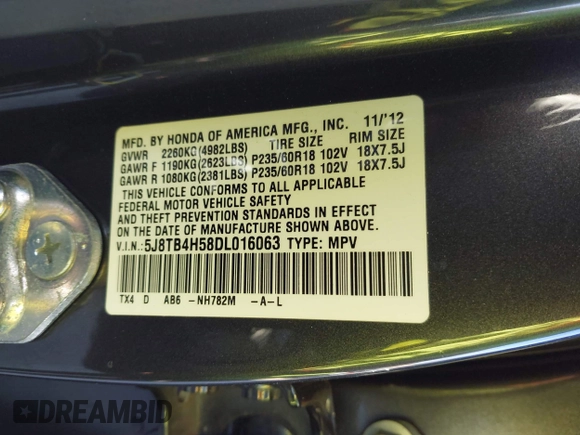 MFD. BY HONDA OF AMERICA MFG., INC. 11/'12
GVWR 2260KG(4982LBS) TIRE SIZE RIM SIZE
GAWR F 1190KG(2623LBS) P235/60R18 102V 18X7.5J
GAWR R 1080KG(2381LBS) P235/60R18 102V 18X7.5J
THIS VEHICLE CONFORMS TO ALL APPLICABLE
FEDERAL MOTOR VEHICLE SAFETY
AND THEFT PREVENTION STANDARDS IN EFFECT
ON THE DATE OF MANUFACTURE SHOWN ABOVE.
V.I.N.: 5J8TB4H58DL016063 TYPE: MPV
TX4 D AB6 -NH782M -A-L
DREAMBID